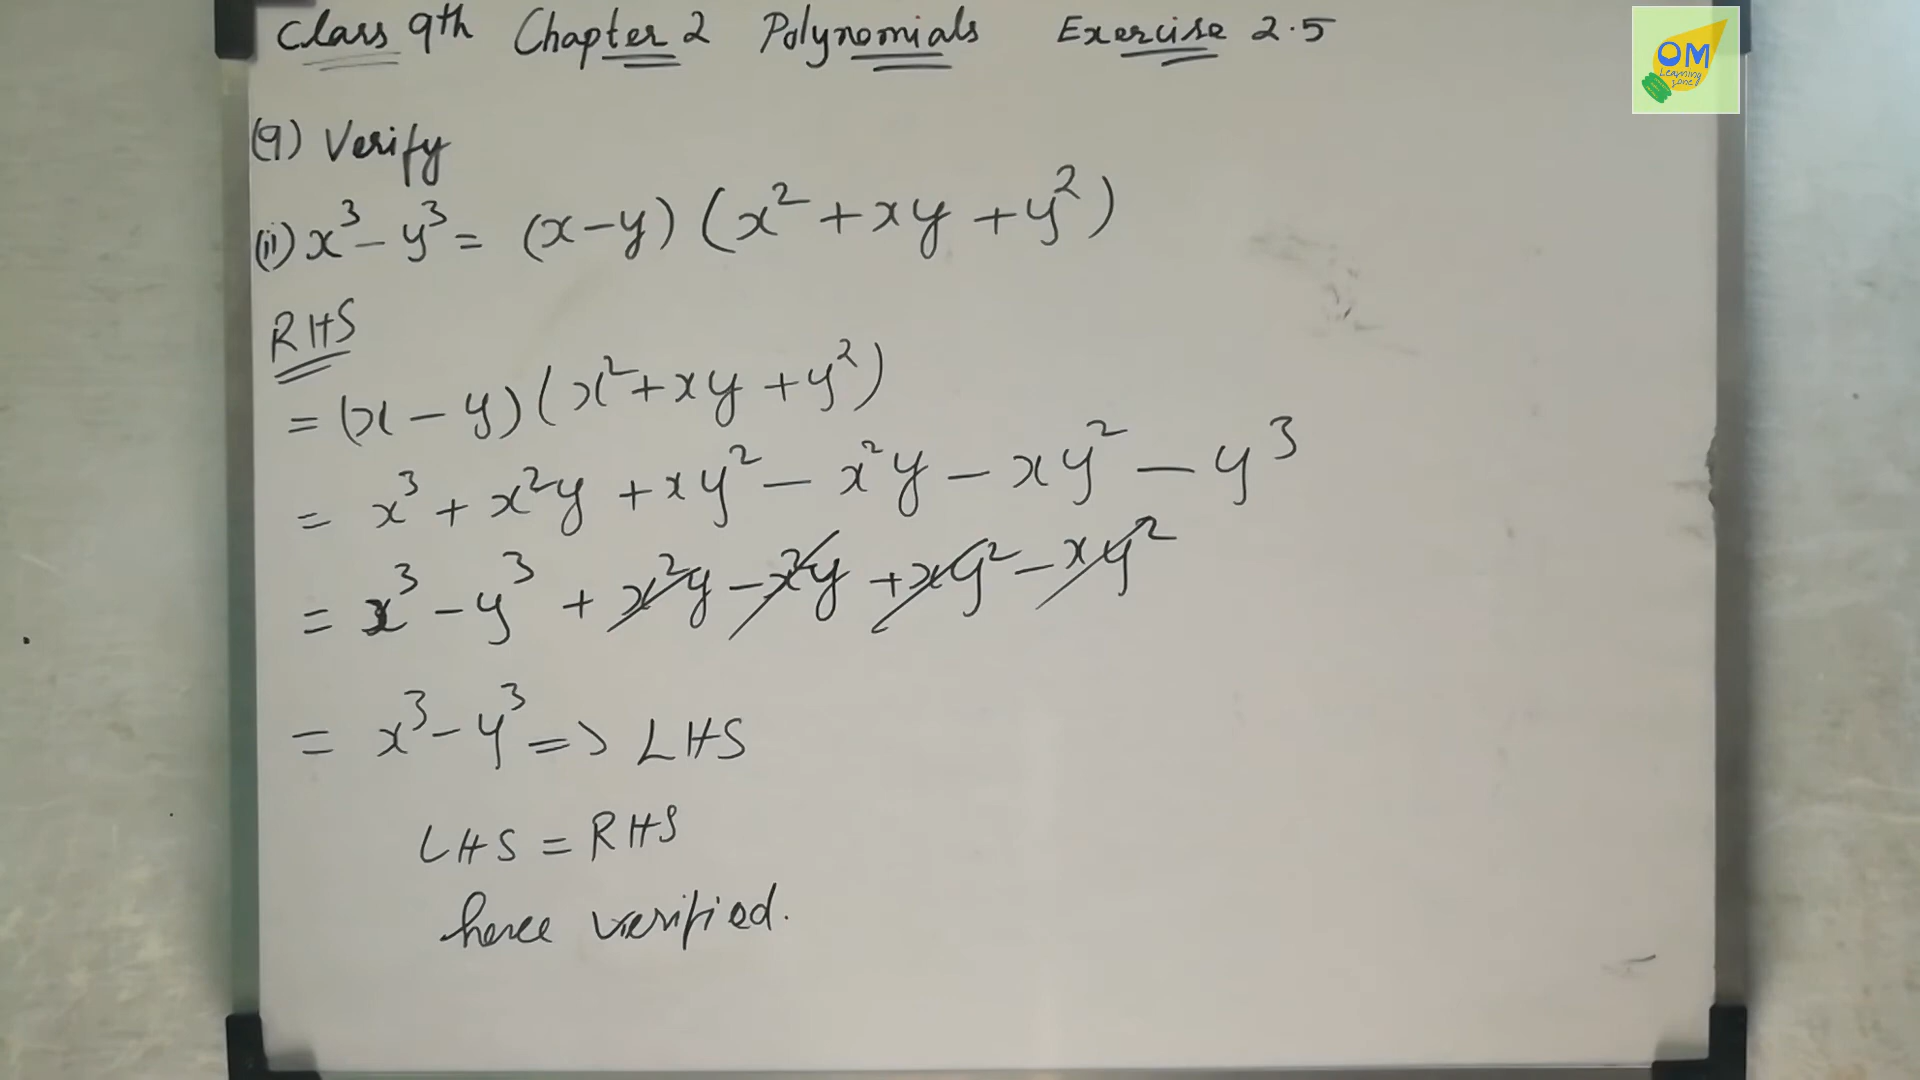 Class 9th Chapter 2 Polynomials Exercise 2.5
OM
Learning
zone
(9) Verify
(ii) x³ - y³ = (x-y) (x² + xy + y²)
RHS
= (x - y) (x² + xy + y²)
= x³ + x²y + xy² - x²y - xy² - y³
= x³ - y³ + x²y - x²y + xy² - xy²
= x³ - y³ => LHS
LHS = RHS
hence verified.